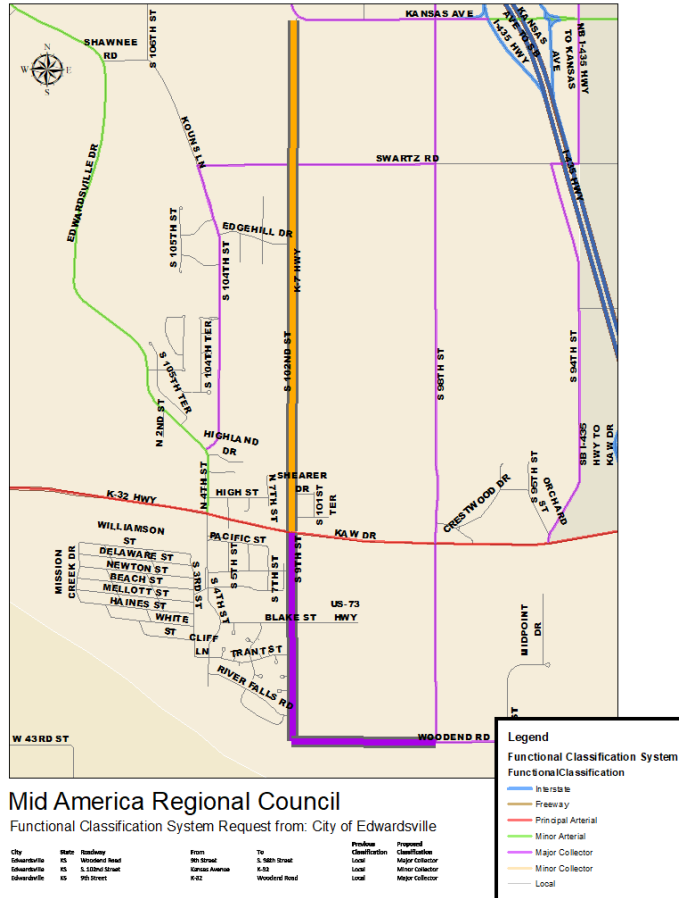 KANSAS AVE
S 106TH ST
SHAWNEE
RD
N
W E
S
KANSAS
AVE TO SB
I-435 HWY
NB I-435 HWY
TO KANSAS
AVE
KOUNS LN
EDWARDSVILLE DR
SWARTZ RD
I-435 HWY
S 105TH ST
EDGEHILL DR
S 104TH ST
K-7 HWY
S 102ND ST
S 104TH TER
S 105TH TER
N 2ND ST
S 98TH ST
S 94TH ST
HIGHLAND
DR
SB I-435
HWY TO
KAW DR
N 4TH ST
SHEARER
DR
N 7TH ST
S 101ST
TER
HIGH ST
K-32 HWY
CRESTWOOD DR
S 95TH ST
ORCHARD
ST
KAW DR
WILLIAMSON
ST
PACIFIC ST
S 9TH ST
DELAWARE ST
NEWTON ST
BEACH ST
MELLOTT ST
HAINES ST
WHITE
ST
MISSION
CREEK DR
S 3RD ST
S 5TH ST
S 7TH ST
S 4TH ST
US-73
HWY
BLAKE ST
CLIFF
LN
TRANT ST
MIDPOINT
DR
RIVER FALLS RD
ST
W 43RD ST
WOODEND RD
Legend
Functional Classification System
FunctionalClassification
Interstate
Freeway
Principal Arterial
Minor Arterial
Major Collector
Minor Collector
Local
Mid America Regional Council
Functional Classification System Request from: City of Edwardsville
City State Roadway From To Previous Classification Proposed Classification
Edwardsville KS Woodend Road 9th Street S. 98th Street Local Major Collector
Edwardsville KS S. 102nd Street Kansas Avenue K-32 Local Minor Collector
Edwardsville KS 9th Street K-32 Woodend Road Local Major Collector